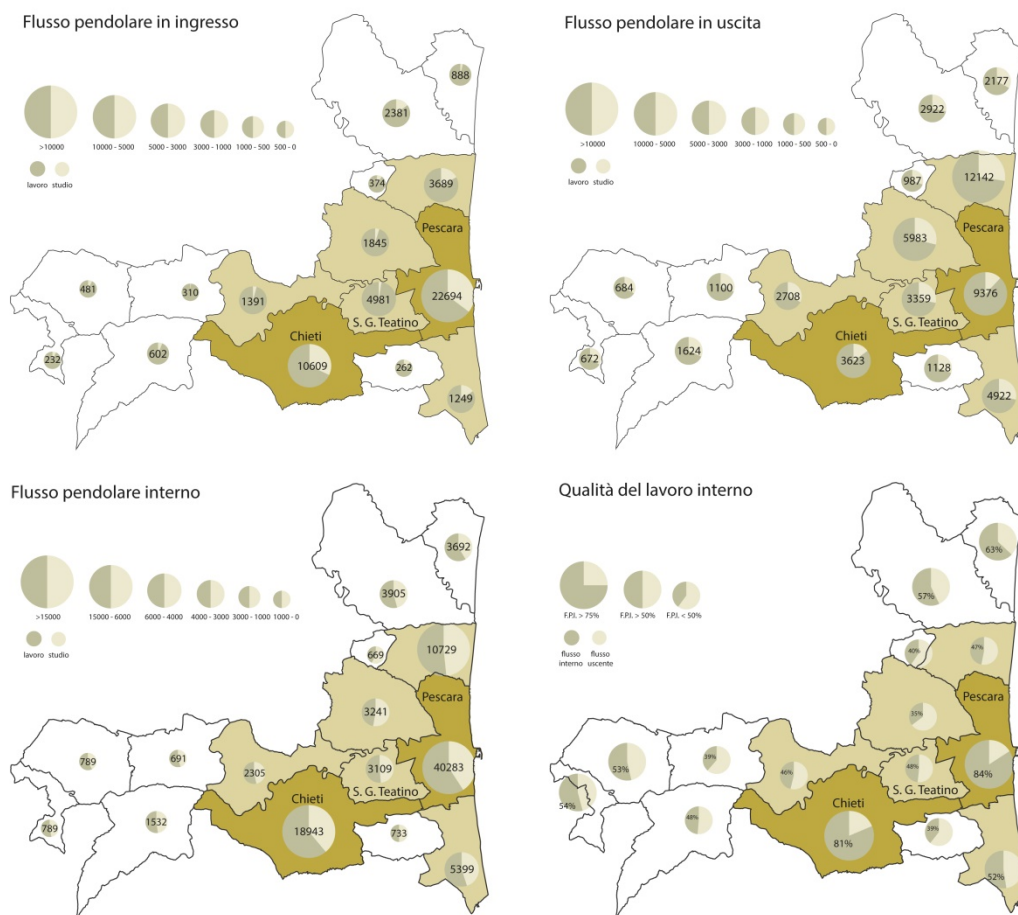 Flusso pendolare in ingresso
>10000 10000 - 5000 5000 - 3000 3000 - 1000 1000 - 500 500 - 0
lavoro studio
888
2381
374
3689
Pescara
1845
481
310
1391
4981
22694
S. G. Teatino
Chieti
602
232
10609
262
1249
Flusso pendolare in uscita
>10000 10000 - 5000 5000 - 3000 3000 - 1000 1000 - 500 500 - 0
lavoro studio
2177
2922
987
12142
Pescara
5983
684
1100
2708
3359
9376
S. G. Teatino
Chieti
1624
672
3623
1128
4922
Flusso pendolare interno
>15000 15000 - 6000 6000 - 4000 4000 - 3000 3000 - 1000 1000 - 0
lavoro studio
3692
3905
669
10729
Pescara
3241
789
691
2305
3109
40283
S. G. Teatino
Chieti
1532
789
18943
733
5399
Qualità del lavoro interno
F.P.I. > 75% F.P.I. > 50% F.P.I. < 50%
flusso interno
flusso uscente
63%
57%
40%
47%
Pescara
35%
53%
39%
46%
48%
84%
S. G. Teatino
54%
Chieti
48%
81%
39%
52%